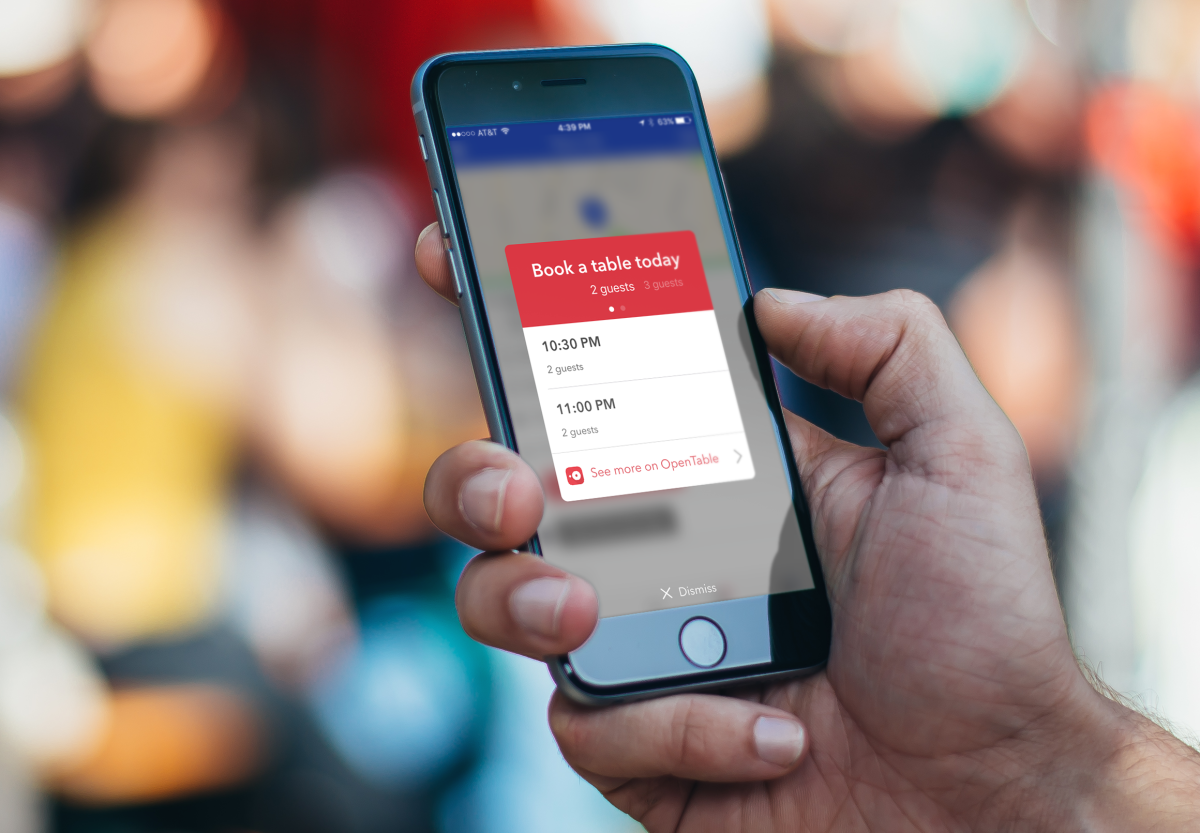 AT&T 4:39 PM 63%
Book a table today
2 guests 3 guests
10:30 PM
2 guests
11:00 PM
2 guests
See more on OpenTable
Dismiss